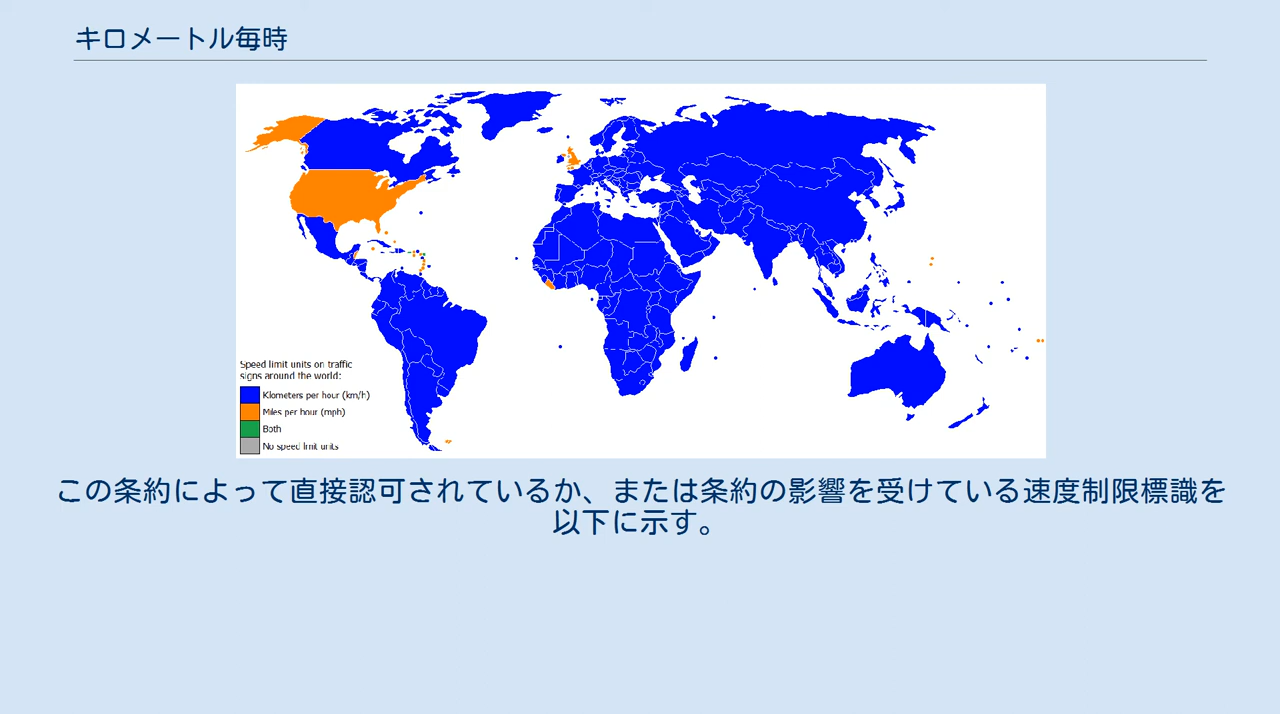 キロメートル毎時
Speed limit units on traffic
signs around the world:
Kilometers per hour (km/h)
Miles per hour (mph)
Both
No speed limit units
この条約によって直接認可されているか、または条約の影響を受けている速度制限標識を
以下に示す。